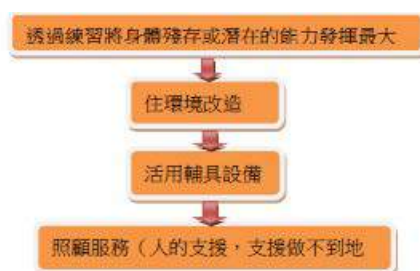 透過練習將身體殘存或潛在的能力發揮最大
住環境改造
活用輔具設備
照顧服務（人的支援，支援做不到地